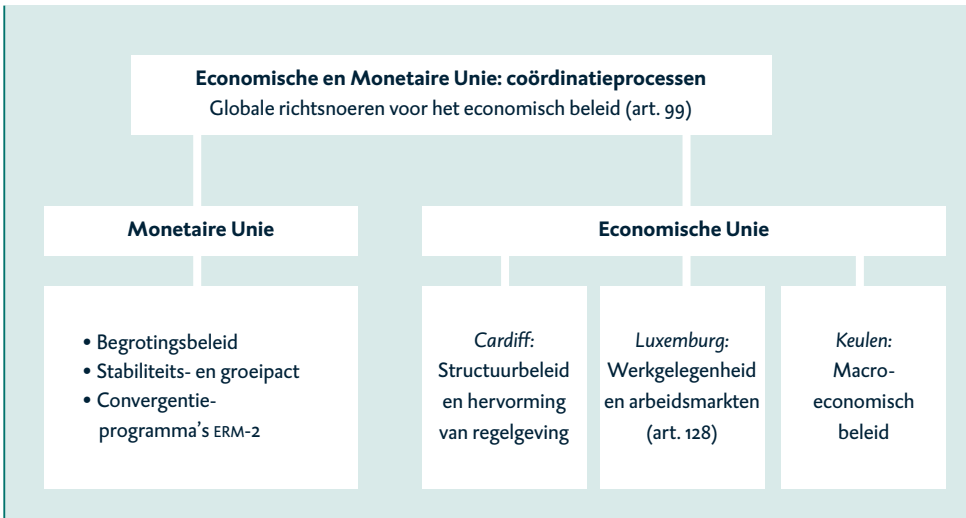 Economische en Monetaire Unie: coördinatieprocessen
Globale richtsnoeren voor het economisch beleid (art. 99)
Monetaire Unie
Economische Unie
• Begrotingsbeleid
• Stabiliteits- en groeipact
• Convergentie-
programma's ERM-2
Cardiff:
Structuurbeleid
en hervorming
van regelgeving
Luxemburg:
Werkgelegenheid
en arbeidsmarkten
(art. 128)
Keulen:
Macro-
economisch
beleid